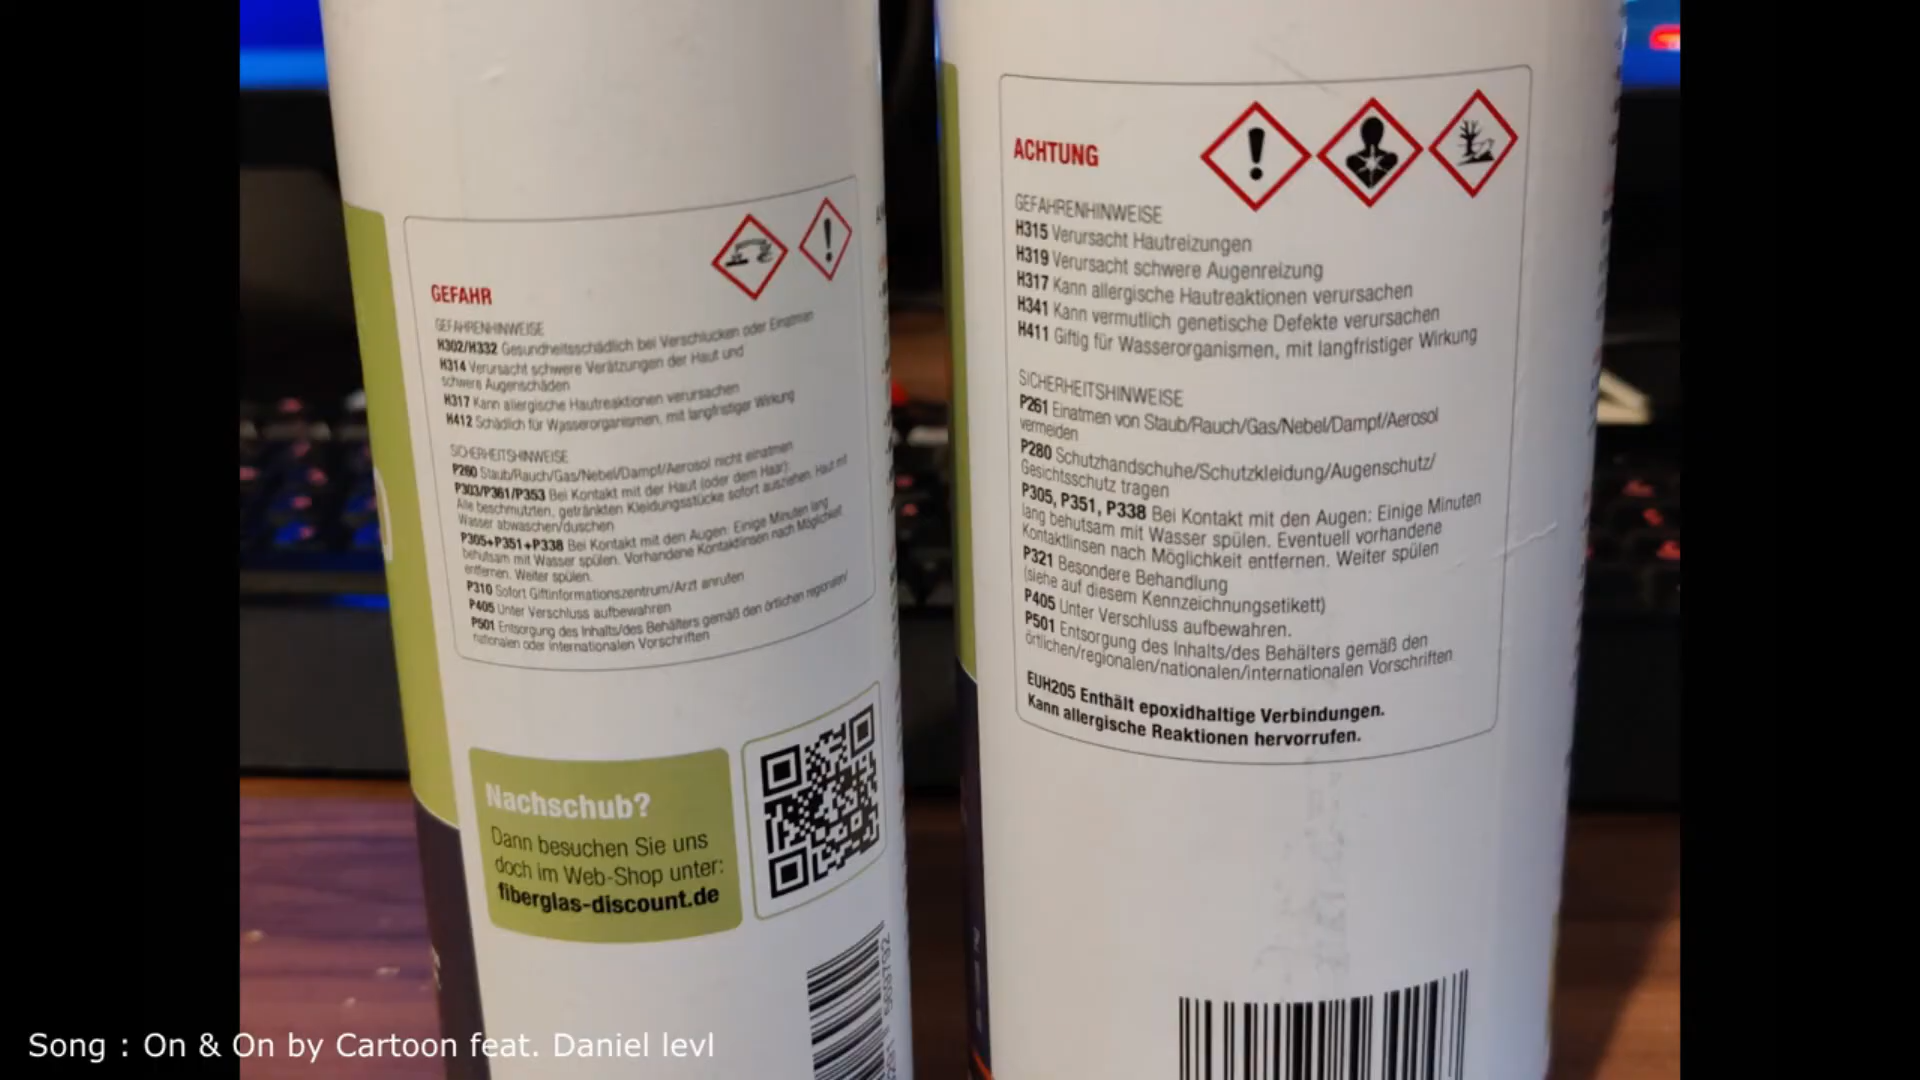 GEFAHR
GEFAHRENHINWEISE
H302/H332 Gesundheitsschädlich bei Verschlucken oder Einatmen
H314 Verursacht schwere Verätzungen der Haut und
schwere Augenschäden
H317 Kann allergische Hautreaktionen verursachen
H412 Schädlich für Wasserorganismen, mit langfristiger Wirkung
SICHERHEITSHINWEISE
P260 Staub/Rauch/Gas/Nebel/Dampf/Aerosol nicht einatmen
P303/P361/P353 Bei Kontakt mit der Haut (oder dem Haar):
Alle beschmutzten, getränkten Kleidungsstücke sofort ausziehen. Haut mit
Wasser abwaschen/duschen
P305+P351+P338 Bei Kontakt mit den Augen: Einige Minuten lang
behutsam mit Wasser spülen. Vorhandene Kontaktlinsen nach Möglichkeit
entfernen. Weiter spülen.
P310 Sofort Giftinformationszentrum/Arzt anrufen
P405 Unter Verschluss aufbewahren
P501 Entsorgung des Inhalts/des Behälters gemäß den örtlichen regionalen/
nationalen oder internationalen Vorschriften
Nachschub?
Dann besuchen Sie uns
doch im Web-Shop unter:
fiberglas-discount.de
ACHTUNG
GEFAHRENHINWEISE
H315 Verursacht Hautreizungen
H319 Verursacht schwere Augenreizung
H317 Kann allergische Hautreaktionen verursachen
H341 Kann vermutlich genetische Defekte verursachen
H411 Giftig für Wasserorganismen, mit langfristiger Wirkung
SICHERHEITSHINWEISE
P261 Einatmen von Staub/Rauch/Gas/Nebel/Dampf/Aerosol
vermeiden
P280 Schutzhandschuhe/Schutzkleidung/Augenschutz/
Gesichtsschutz tragen
P305, P351, P338 Bei Kontakt mit den Augen: Einige Minuten
lang behutsam mit Wasser spülen. Eventuell vorhandene
Kontaktlinsen nach Möglichkeit entfernen. Weiter spülen
P321 Besondere Behandlung
(siehe auf diesem Kennzeichnungsetikett)
P405 Unter Verschluss aufbewahren.
P501 Entsorgung des Inhalts/des Behälters gemäß den
örtlichen/regionalen/nationalen/internationalen Vorschriften
EUH205 Enthält epoxidhaltige Verbindungen.
Kann allergische Reaktionen hervorrufen.
Song : On & On by Cartoon feat. Daniel levl